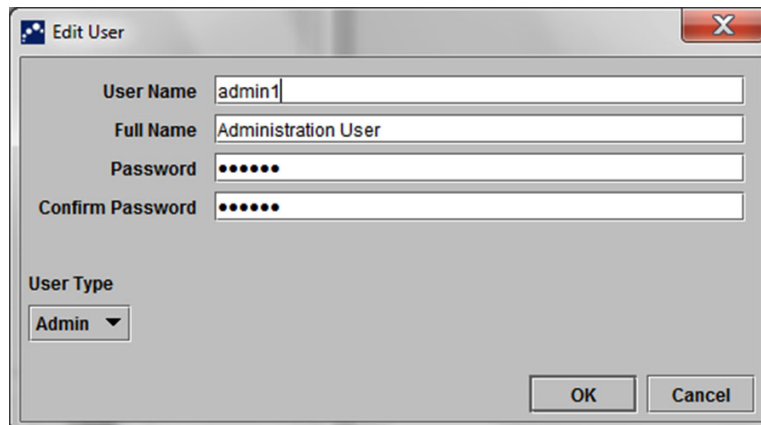 Edit User
User Name admin1
Full Name Administration User
Password ••••••
Confirm Password ••••••
User Type
Admin
OK Cancel